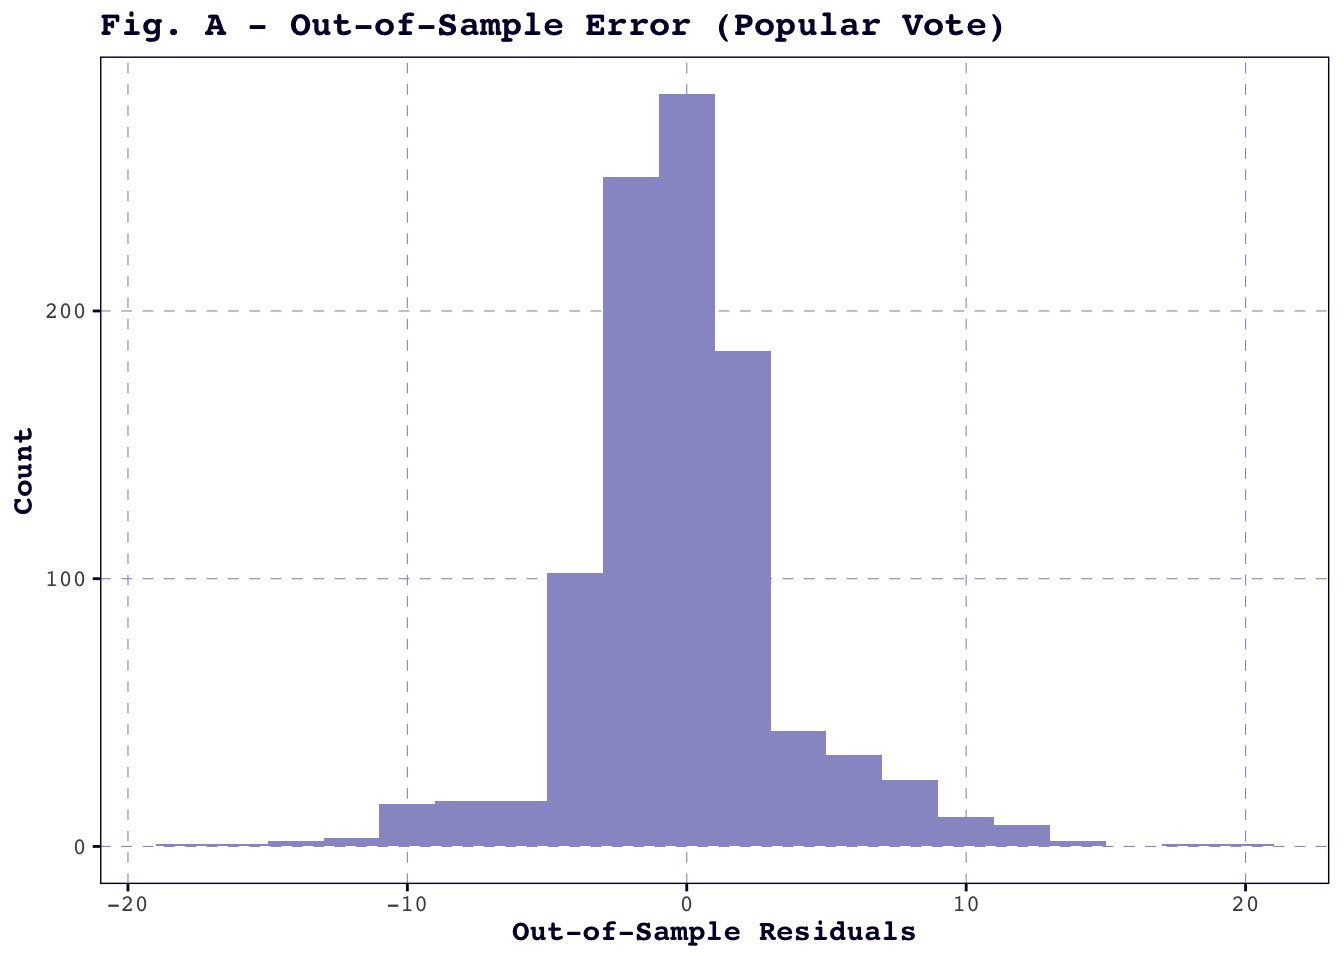 Fig. A - Out-of-Sample Error (Popular Vote)
Count
200
100
0
-20 -10 0 10 20
Out-of-Sample Residuals